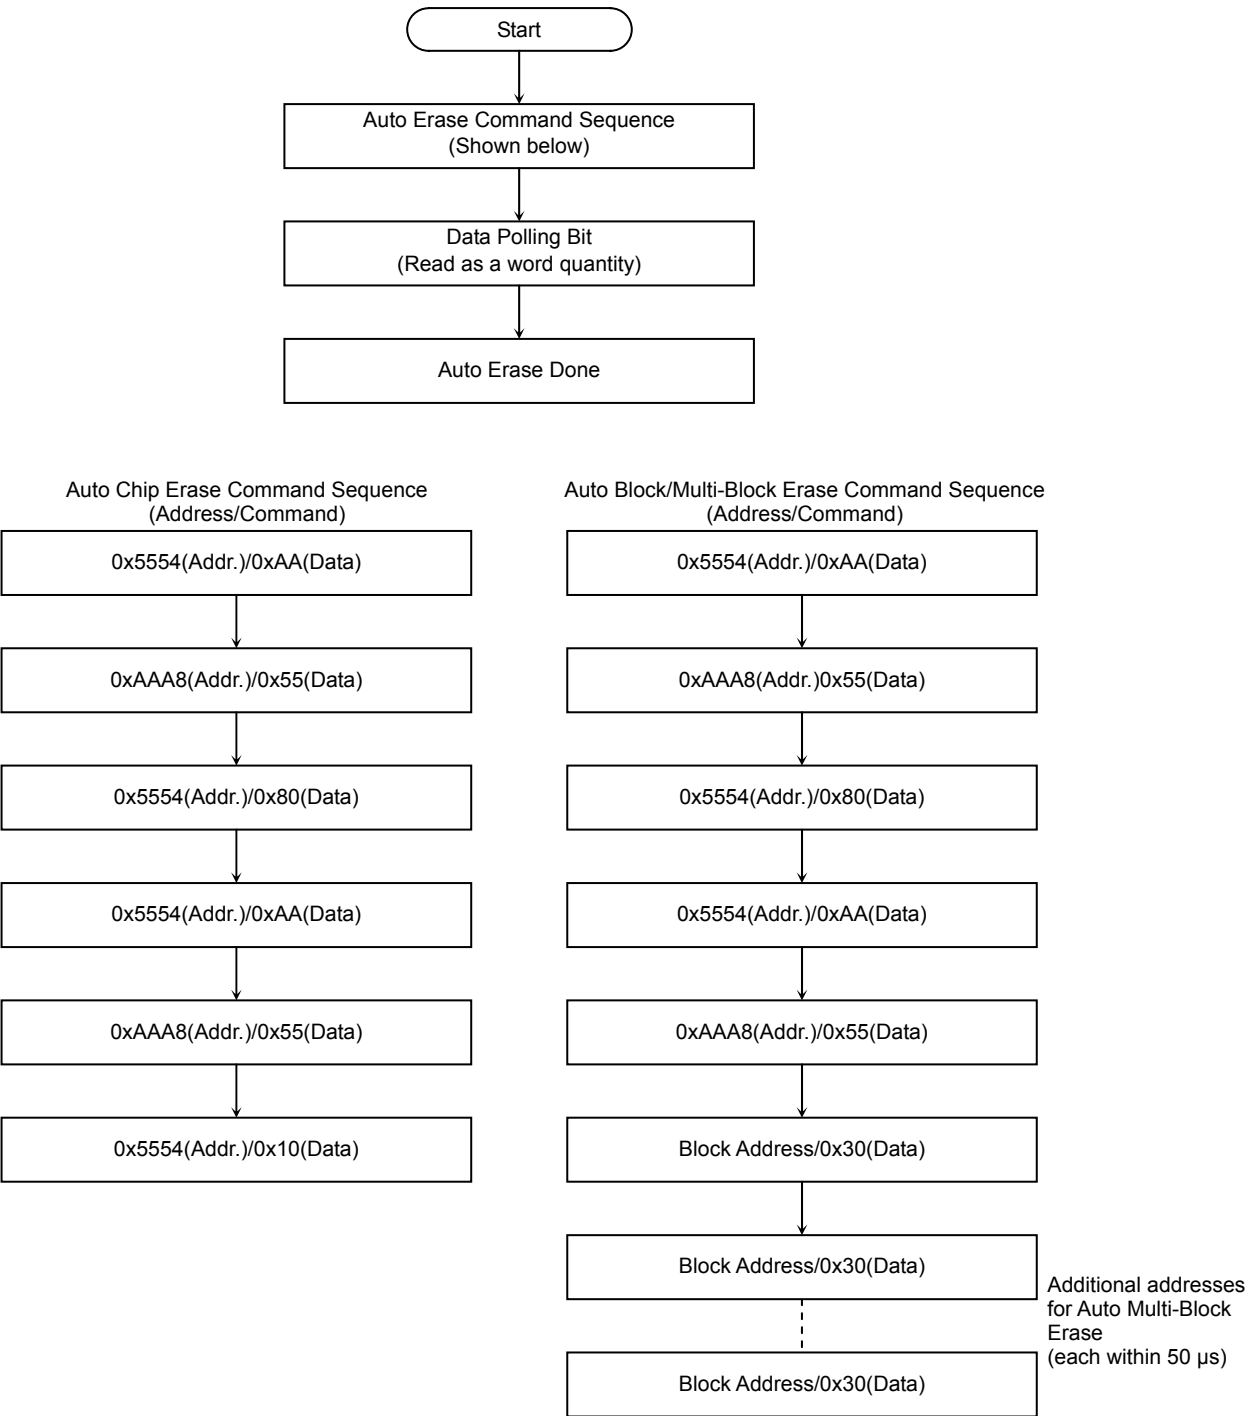 Start
Auto Erase Command Sequence
(Shown below)
Data Polling Bit
(Read as a word quantity)
Auto Erase Done
Auto Chip Erase Command Sequence
(Address/Command)
0x5554(Addr.)/0xAA(Data)
0xAAA8(Addr.)/0x55(Data)
0x5554(Addr.)/0x80(Data)
0x5554(Addr.)/0xAA(Data)
0xAAA8(Addr.)/0x55(Data)
0x5554(Addr.)/0x10(Data)
Auto Block/Multi-Block Erase Command Sequence
(Address/Command)
0x5554(Addr.)/0xAA(Data)
0xAAA8(Addr.)0x55(Data)
0x5554(Addr.)/0x80(Data)
0x5554(Addr.)/0xAA(Data)
0xAAA8(Addr.)/0x55(Data)
Block Address/0x30(Data)
Block Address/0x30(Data)
Block Address/0x30(Data)
Additional addresses
for Auto Multi-Block
Erase
(each within 50 µs)